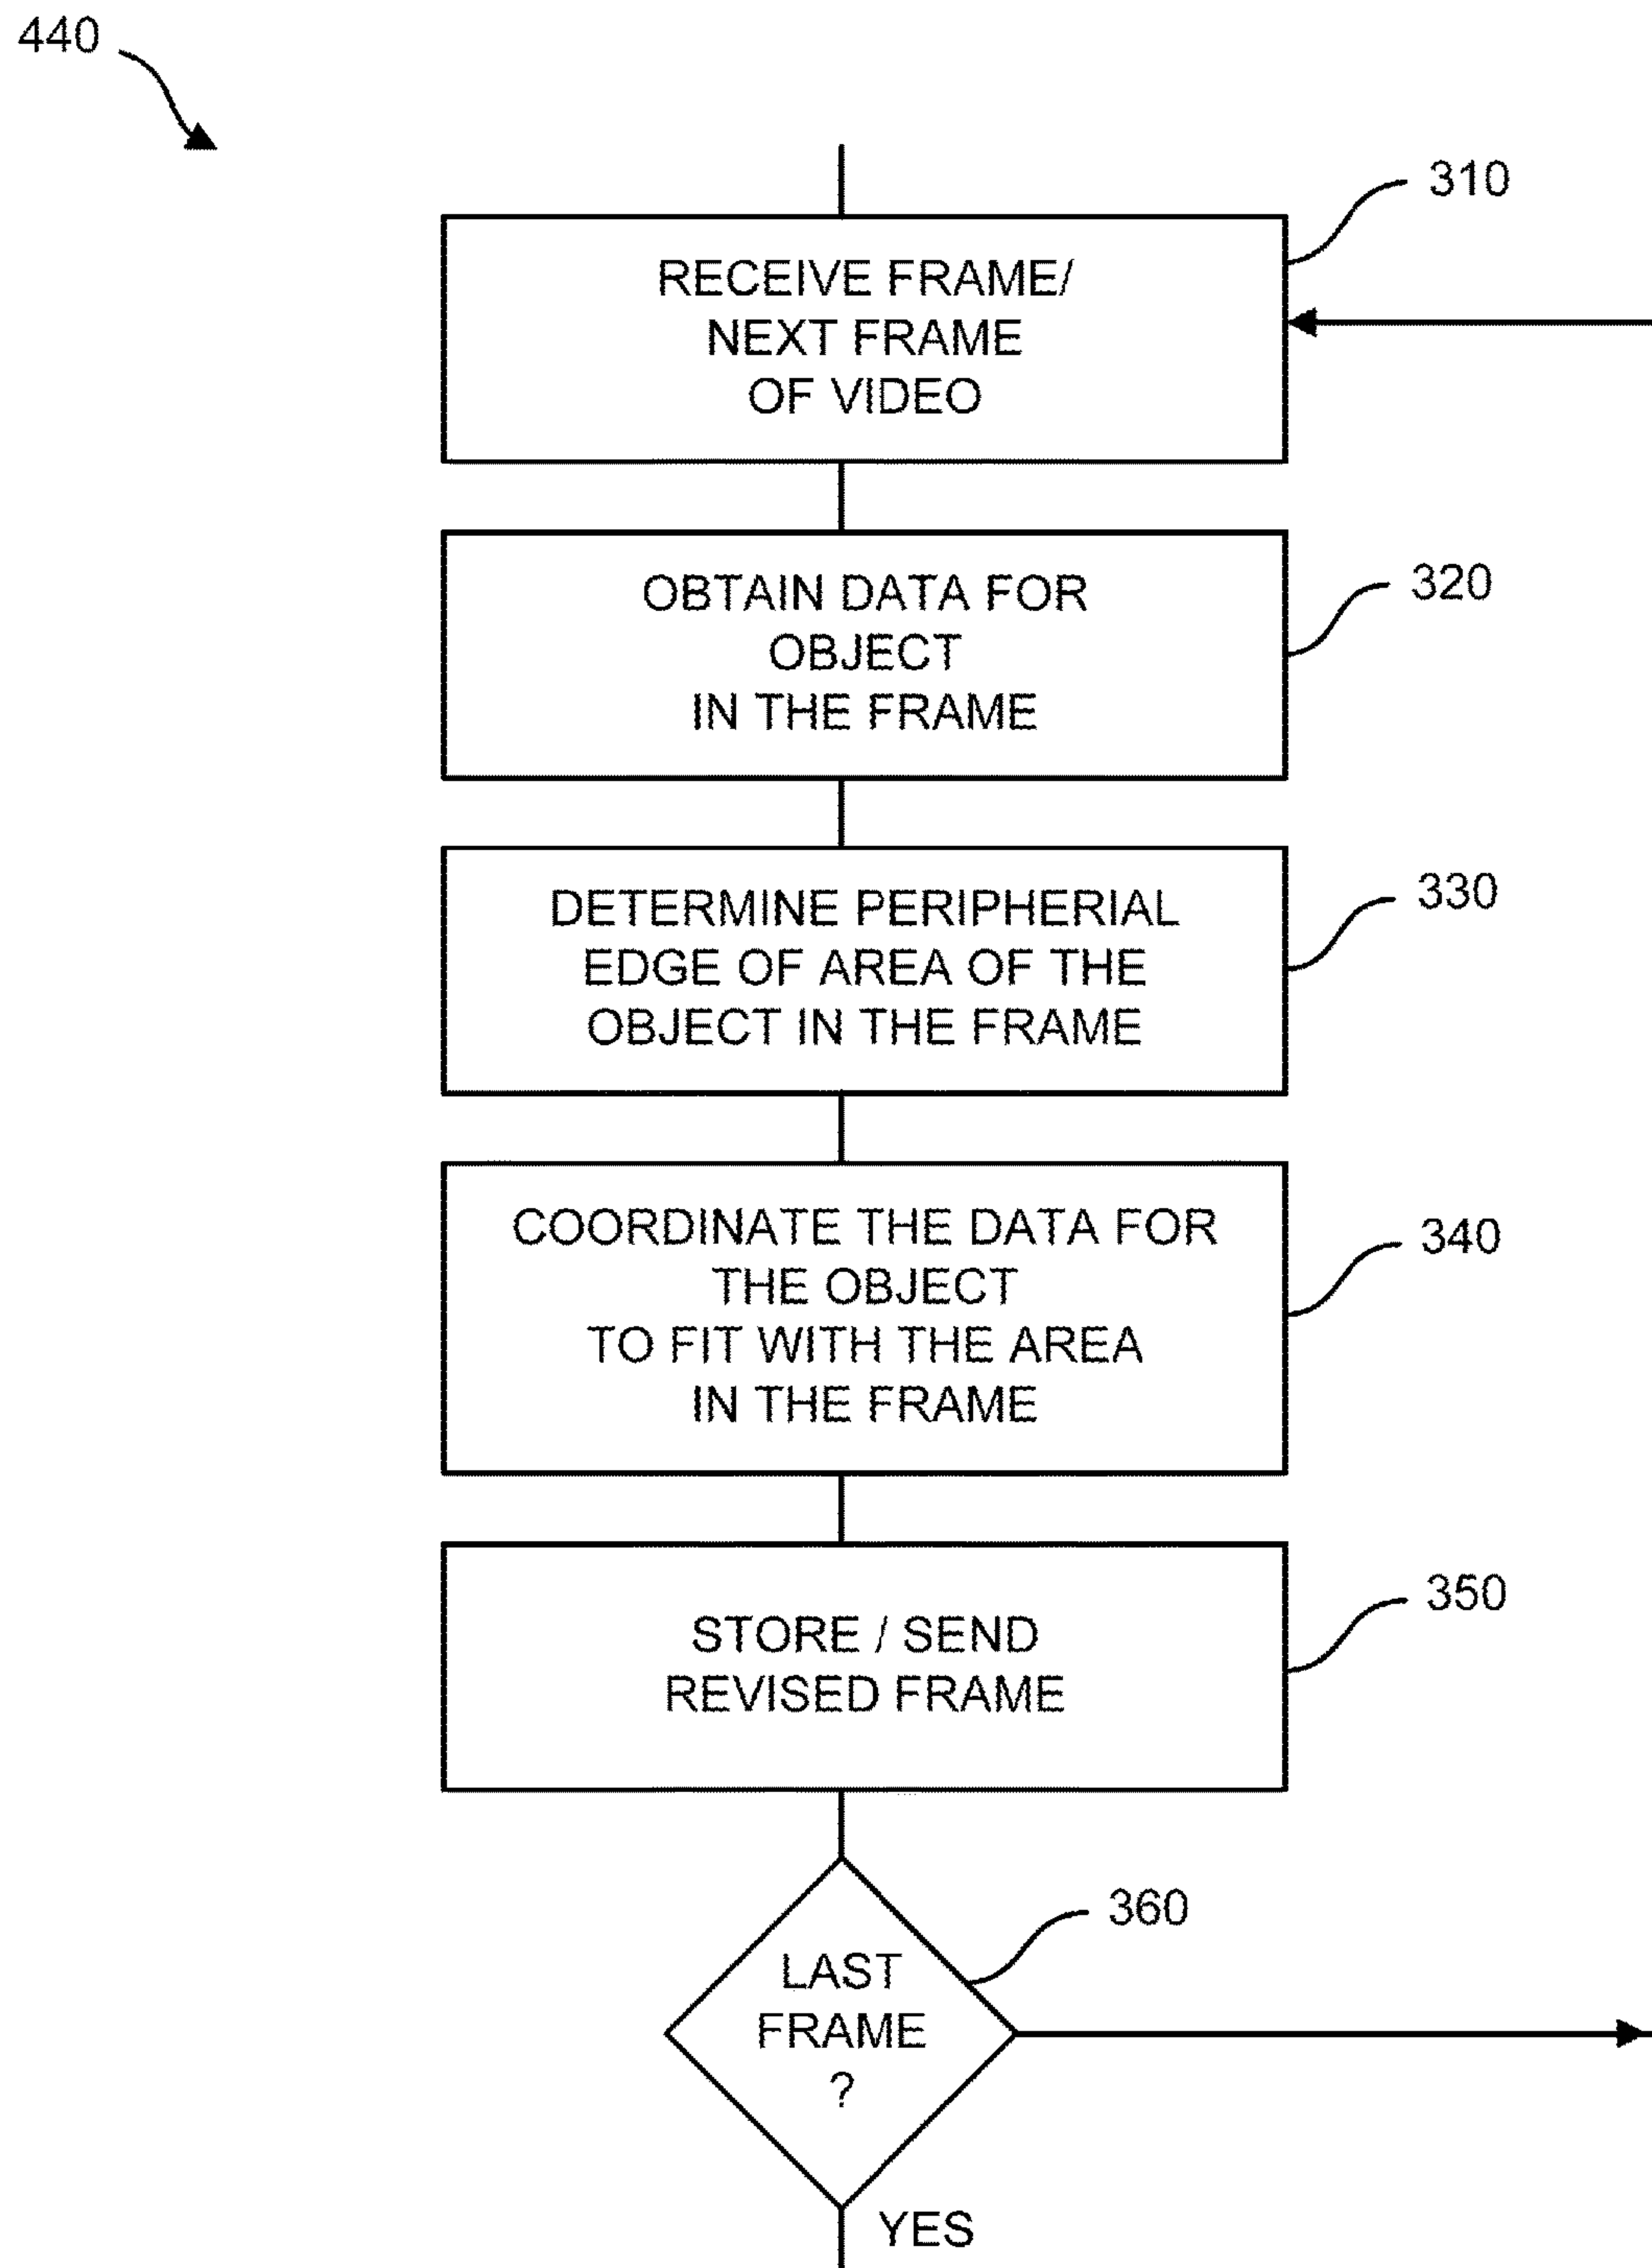 440
310
RECEIVE FRAME/
NEXT FRAME
OF VIDEO
320
OBTAIN DATA FOR
OBJECT
IN THE FRAME
330
DETERMINE PERIPHERIAL
EDGE OF AREA OF THE
OBJECT IN THE FRAME
340
COORDINATE THE DATA FOR
THE OBJECT
TO FIT WITH THE AREA
IN THE FRAME
350
STORE / SEND
REVISED FRAME
360
LAST
FRAME
?
YES